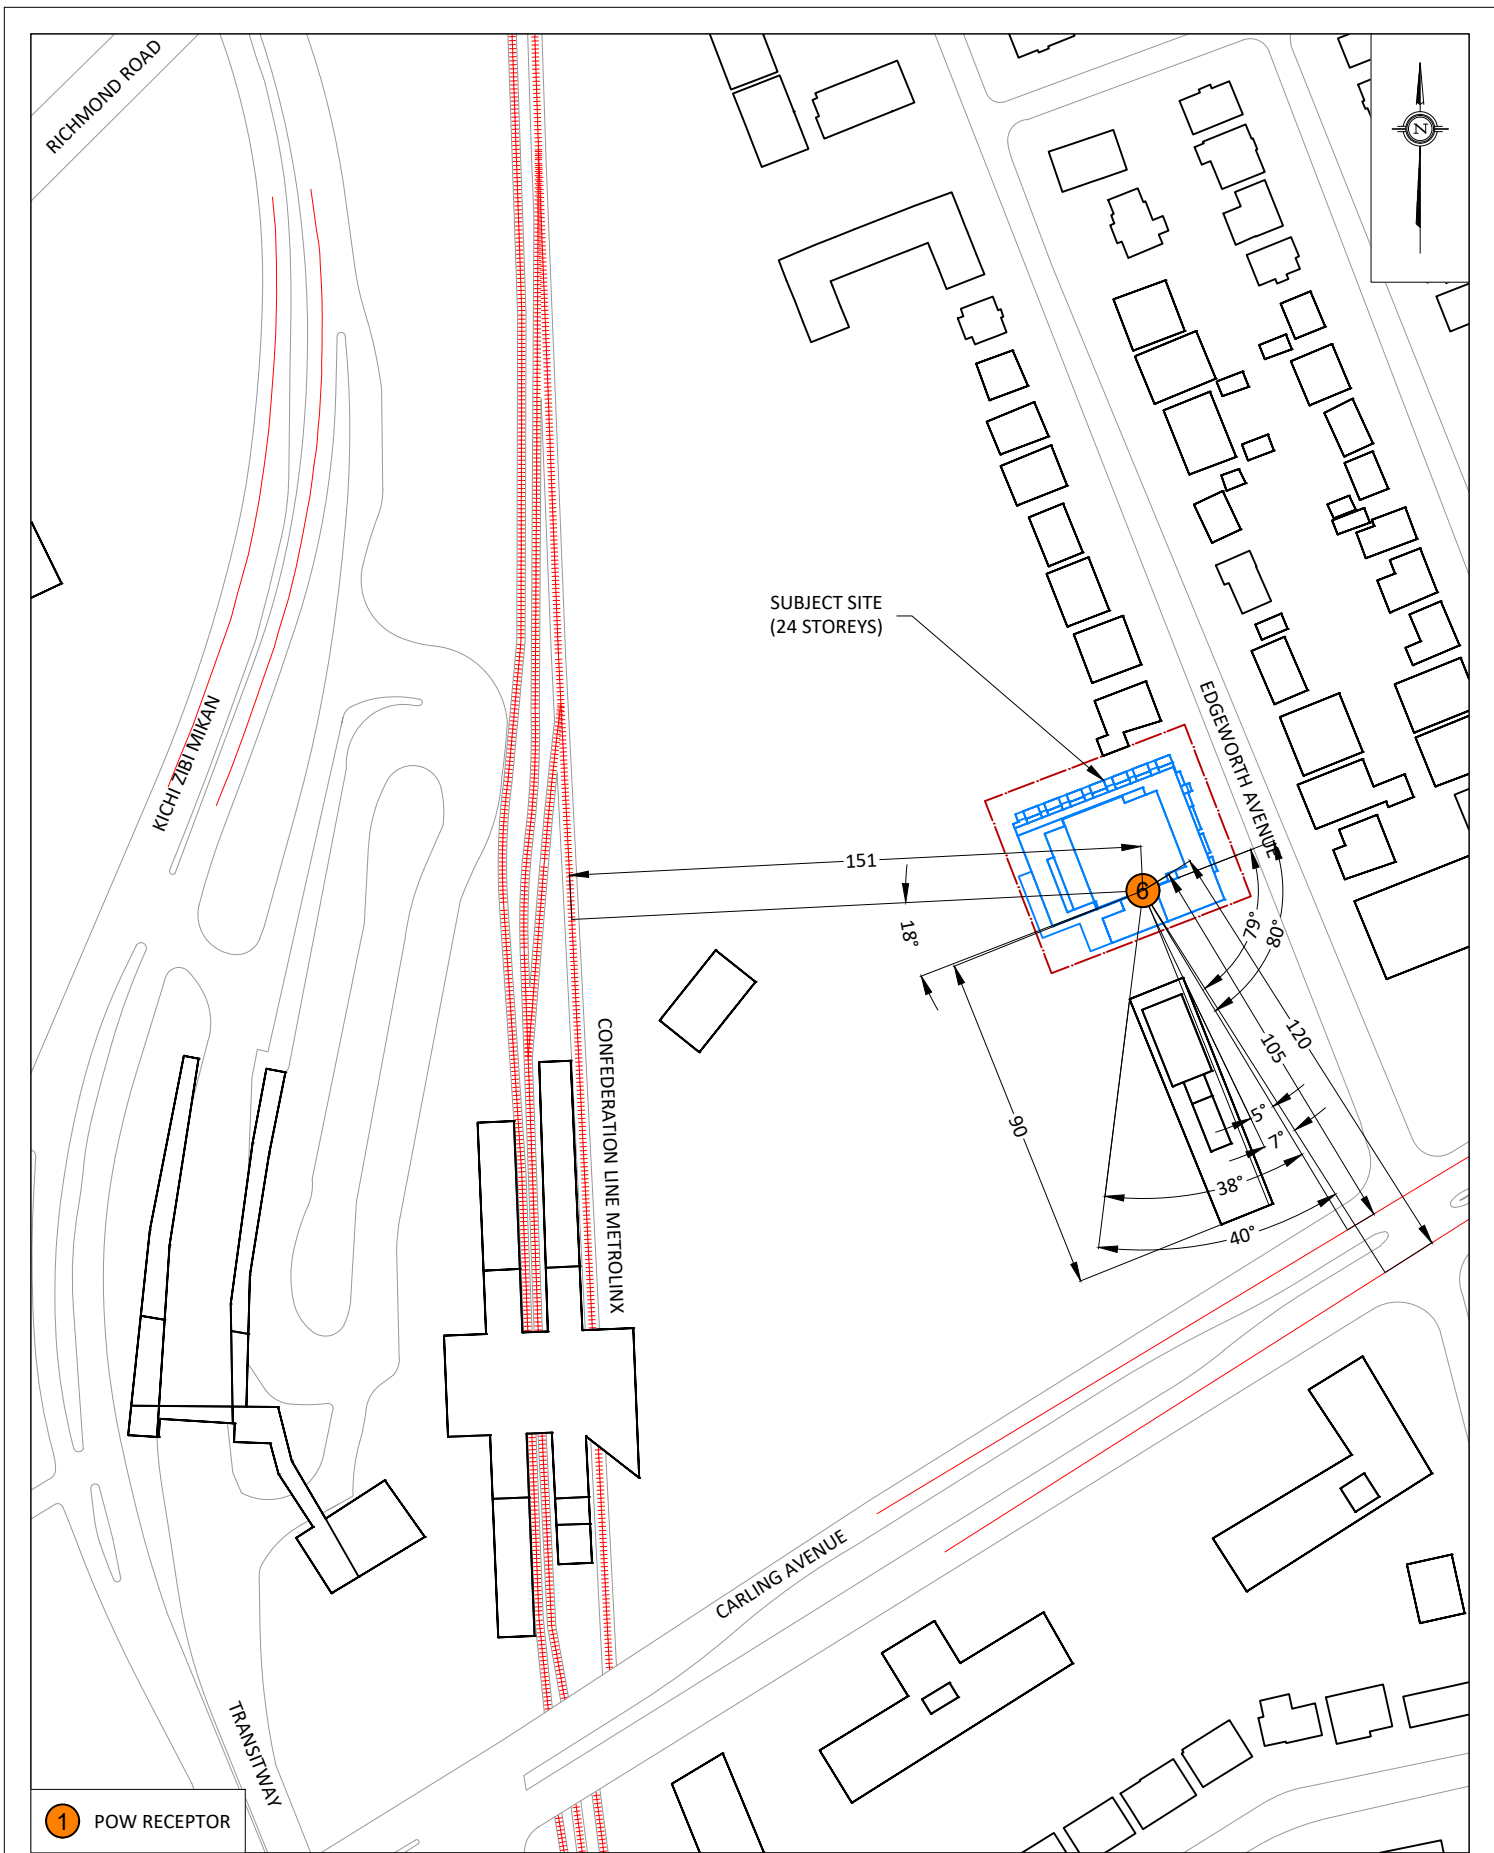 RICHMOND ROAD
N
SUBJECT SITE
(24 STOREYS)
EDGEWORTH AVENUE
KICHI ZIBI MIKAN
151
6
18°
79°
80°
120
105
90
5°
7°
38°
40°
CONFEDERATION LINE METROLINX
CARLING AVENUE
TRANSITWAY
1 POW RECEPTOR